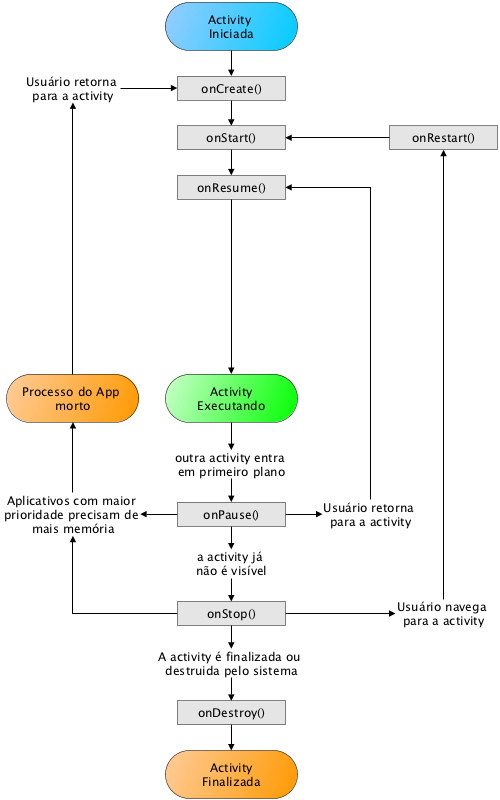 Activity
Iniciada
Usuário retorna
para a activity
onCreate()
onStart()
onRestart()
onResume()
Processo do App
morto
Activity
Executando
outra activity entra
em primeiro plano
Aplicativos com maior
prioridade precisam de
mais memória
onPause()
Usuário retorna
para a activity
a activity já
não é visível
onStop()
Usuário navega
para a activity
A activity é finalizada ou
destruida pelo sistema
onDestroy()
Activity
Finalizada